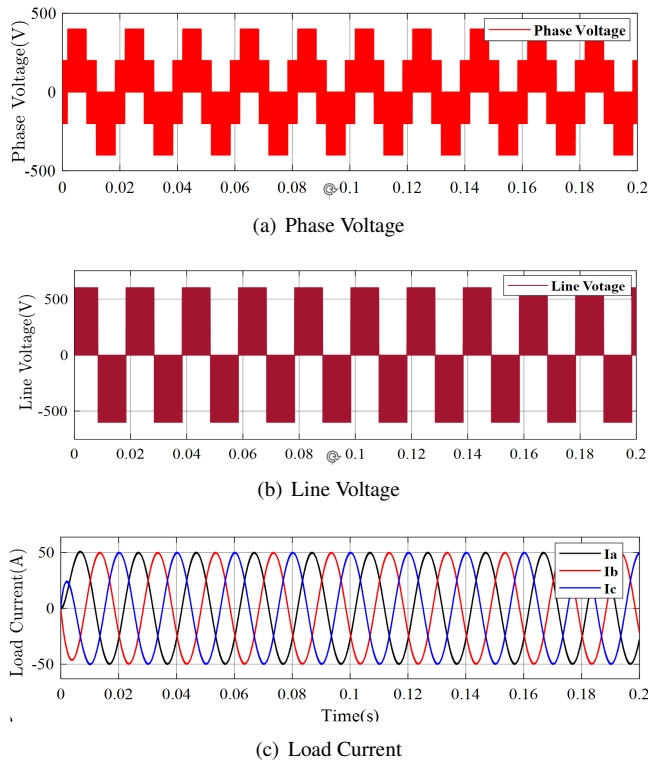 500
Phase Voltage
Phase Voltage(V)
0
-500
0 0.02 0.04 0.06 0.08 0.1 0.12 0.14 0.16 0.18 0.2
(a) Phase Voltage
Line Votage
500
Line Voltage(V)
0
-500
0 0.02 0.04 0.06 0.08 0.1 0.12 0.14 0.16 0.18 0.2
(b) Line Voltage
50
Ia
Ib
Ic
Load Current(A)
0
-50
0 0.02 0.04 0.06 0.08 0.1 0.12 0.14 0.16 0.18 0.2
Time(s)
(c) Load Current